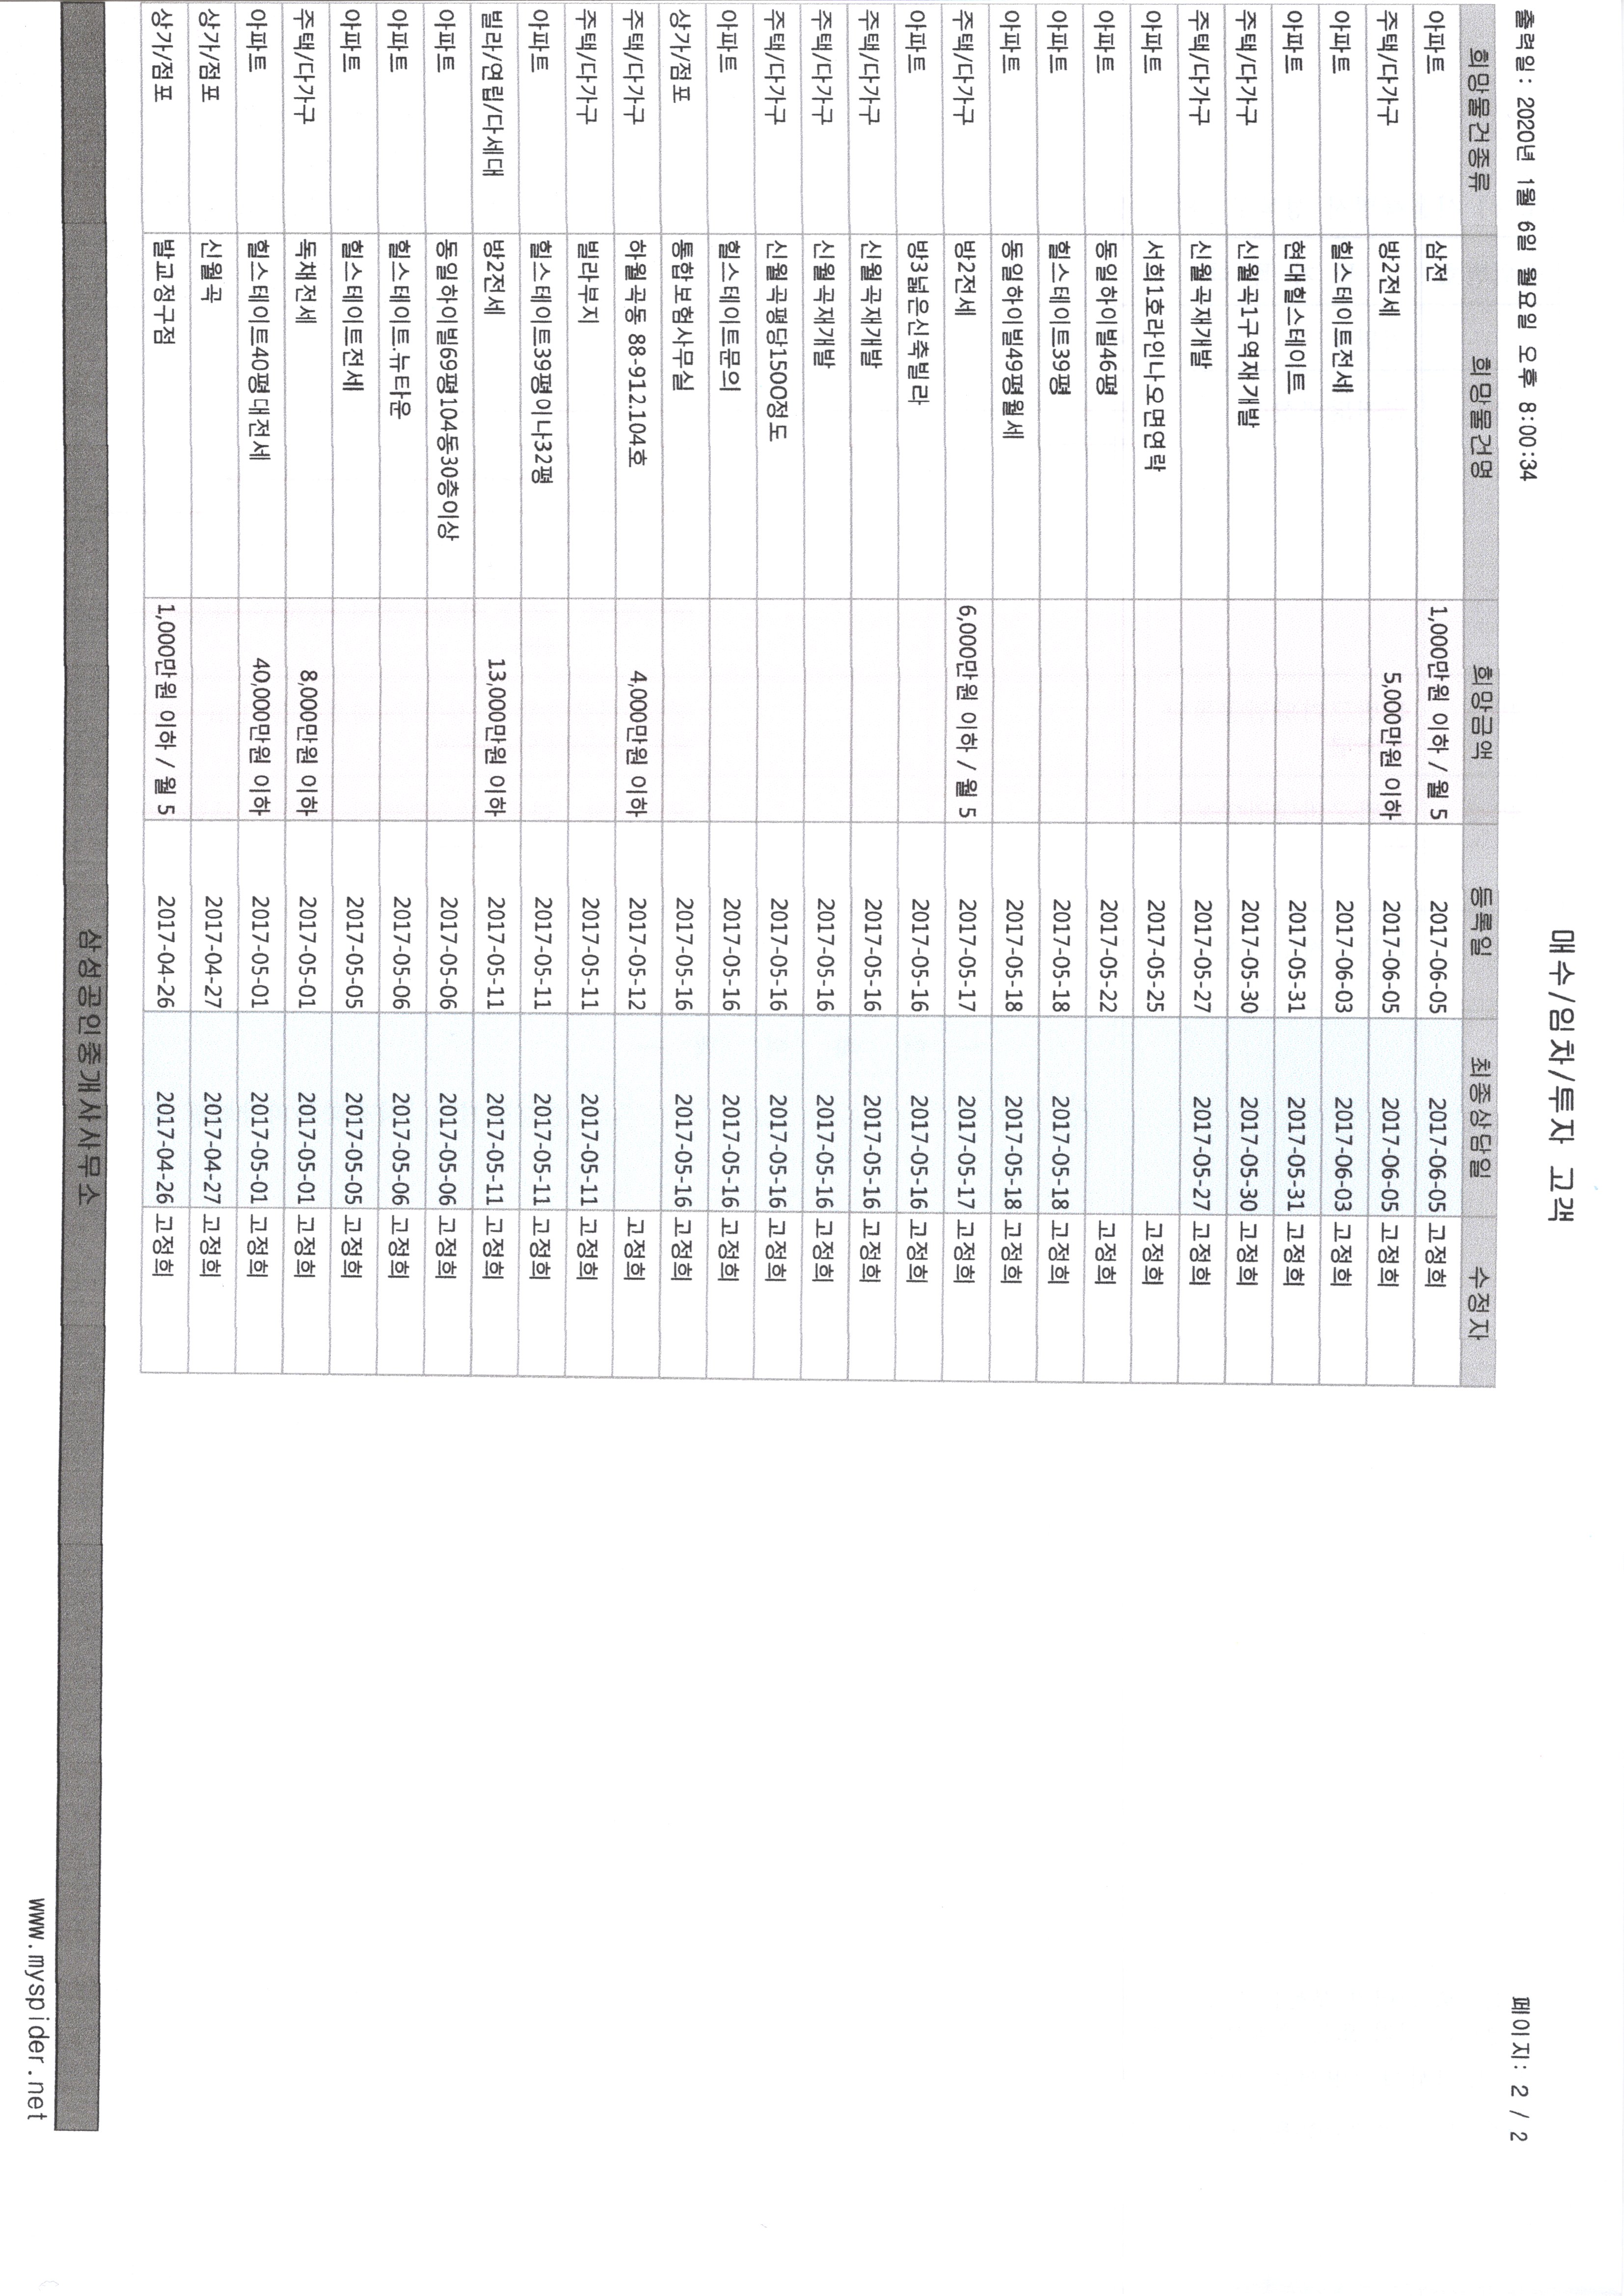 매수/임차/투자 고객
출력일: 2020년 1월 6일 월요일 오후 8:00:34
페이지: 2 / 2
희망물건종류 희망물건명 희망금액 등록일 최종상담일 수정자
아파트 삼전 1,000만원 이하 / 월 5 2017-06-05 2017-06-05 고정희
주택/다가구 방2전세 5,000만원 이하 2017-06-05 2017-06-05 고정희
아파트 힐스테이트전세 2017-06-03 2017-06-03 고정희
아파트 현대힐스테이트 2017-05-31 2017-05-31 고정희
주택/다가구 신월곡1구역재개발 2017-05-30 2017-05-30 고정희
주택/다가구 신월곡재개발 2017-05-27 2017-05-27 고정희
아파트 서희1호라인나오면연락 2017-05-25 고정희
아파트 동일하이빌46평 2017-05-22 고정희
아파트 힐스테이트39평 2017-05-18 2017-05-18 고정희
아파트 동일하이빌49평월세 2017-05-18 2017-05-18 고정희
주택/다가구 방2전세 6,000만원 이하 / 월 5 2017-05-17 2017-05-17 고정희
아파트 방3넓은신축빌라 2017-05-16 2017-05-16 고정희
주택/다가구 신월곡재개발 2017-05-16 2017-05-16 고정희
주택/다가구 신월곡재개발 2017-05-16 2017-05-16 고정희
주택/다가구 신월곡평당1500정도 2017-05-16 2017-05-16 고정희
아파트 힐스테이트문의 2017-05-16 2017-05-16 고정희
상가/점포 통합보험사무실 2017-05-16 2017-05-16 고정희
주택/다가구 하월곡동 88-912.104호 4,000만원 이하 2017-05-12 고정희
주택/다가구 빌라부지 2017-05-11 2017-05-11 고정희
아파트 힐스테이트39평이나32평 2017-05-11 2017-05-11 고정희
빌라/연립/다세대 방2전세 13,000만원 이하 2017-05-11 2017-05-11 고정희
아파트 동일하이빌69평104동30층이상 2017-05-06 2017-05-06 고정희
아파트 힐스테이트.뉴타운 2017-05-06 2017-05-06 고정희
아파트 힐스테이트전세 2017-05-05 2017-05-05 고정희
주택/다가구 독채전세 8,000만원 이하 2017-05-01 2017-05-01 고정희
아파트 힐스테이트40평대전세 40,000만원 이하 2017-05-01 2017-05-01 고정희
상가/점포 신월곡 2017-04-27 2017-04-27 고정희
상가/점포 발교정구점 1,000만원 이하 / 월 5 2017-04-26 2017-04-26 고정희
삼성공인중개사사무소
www.myspider.net